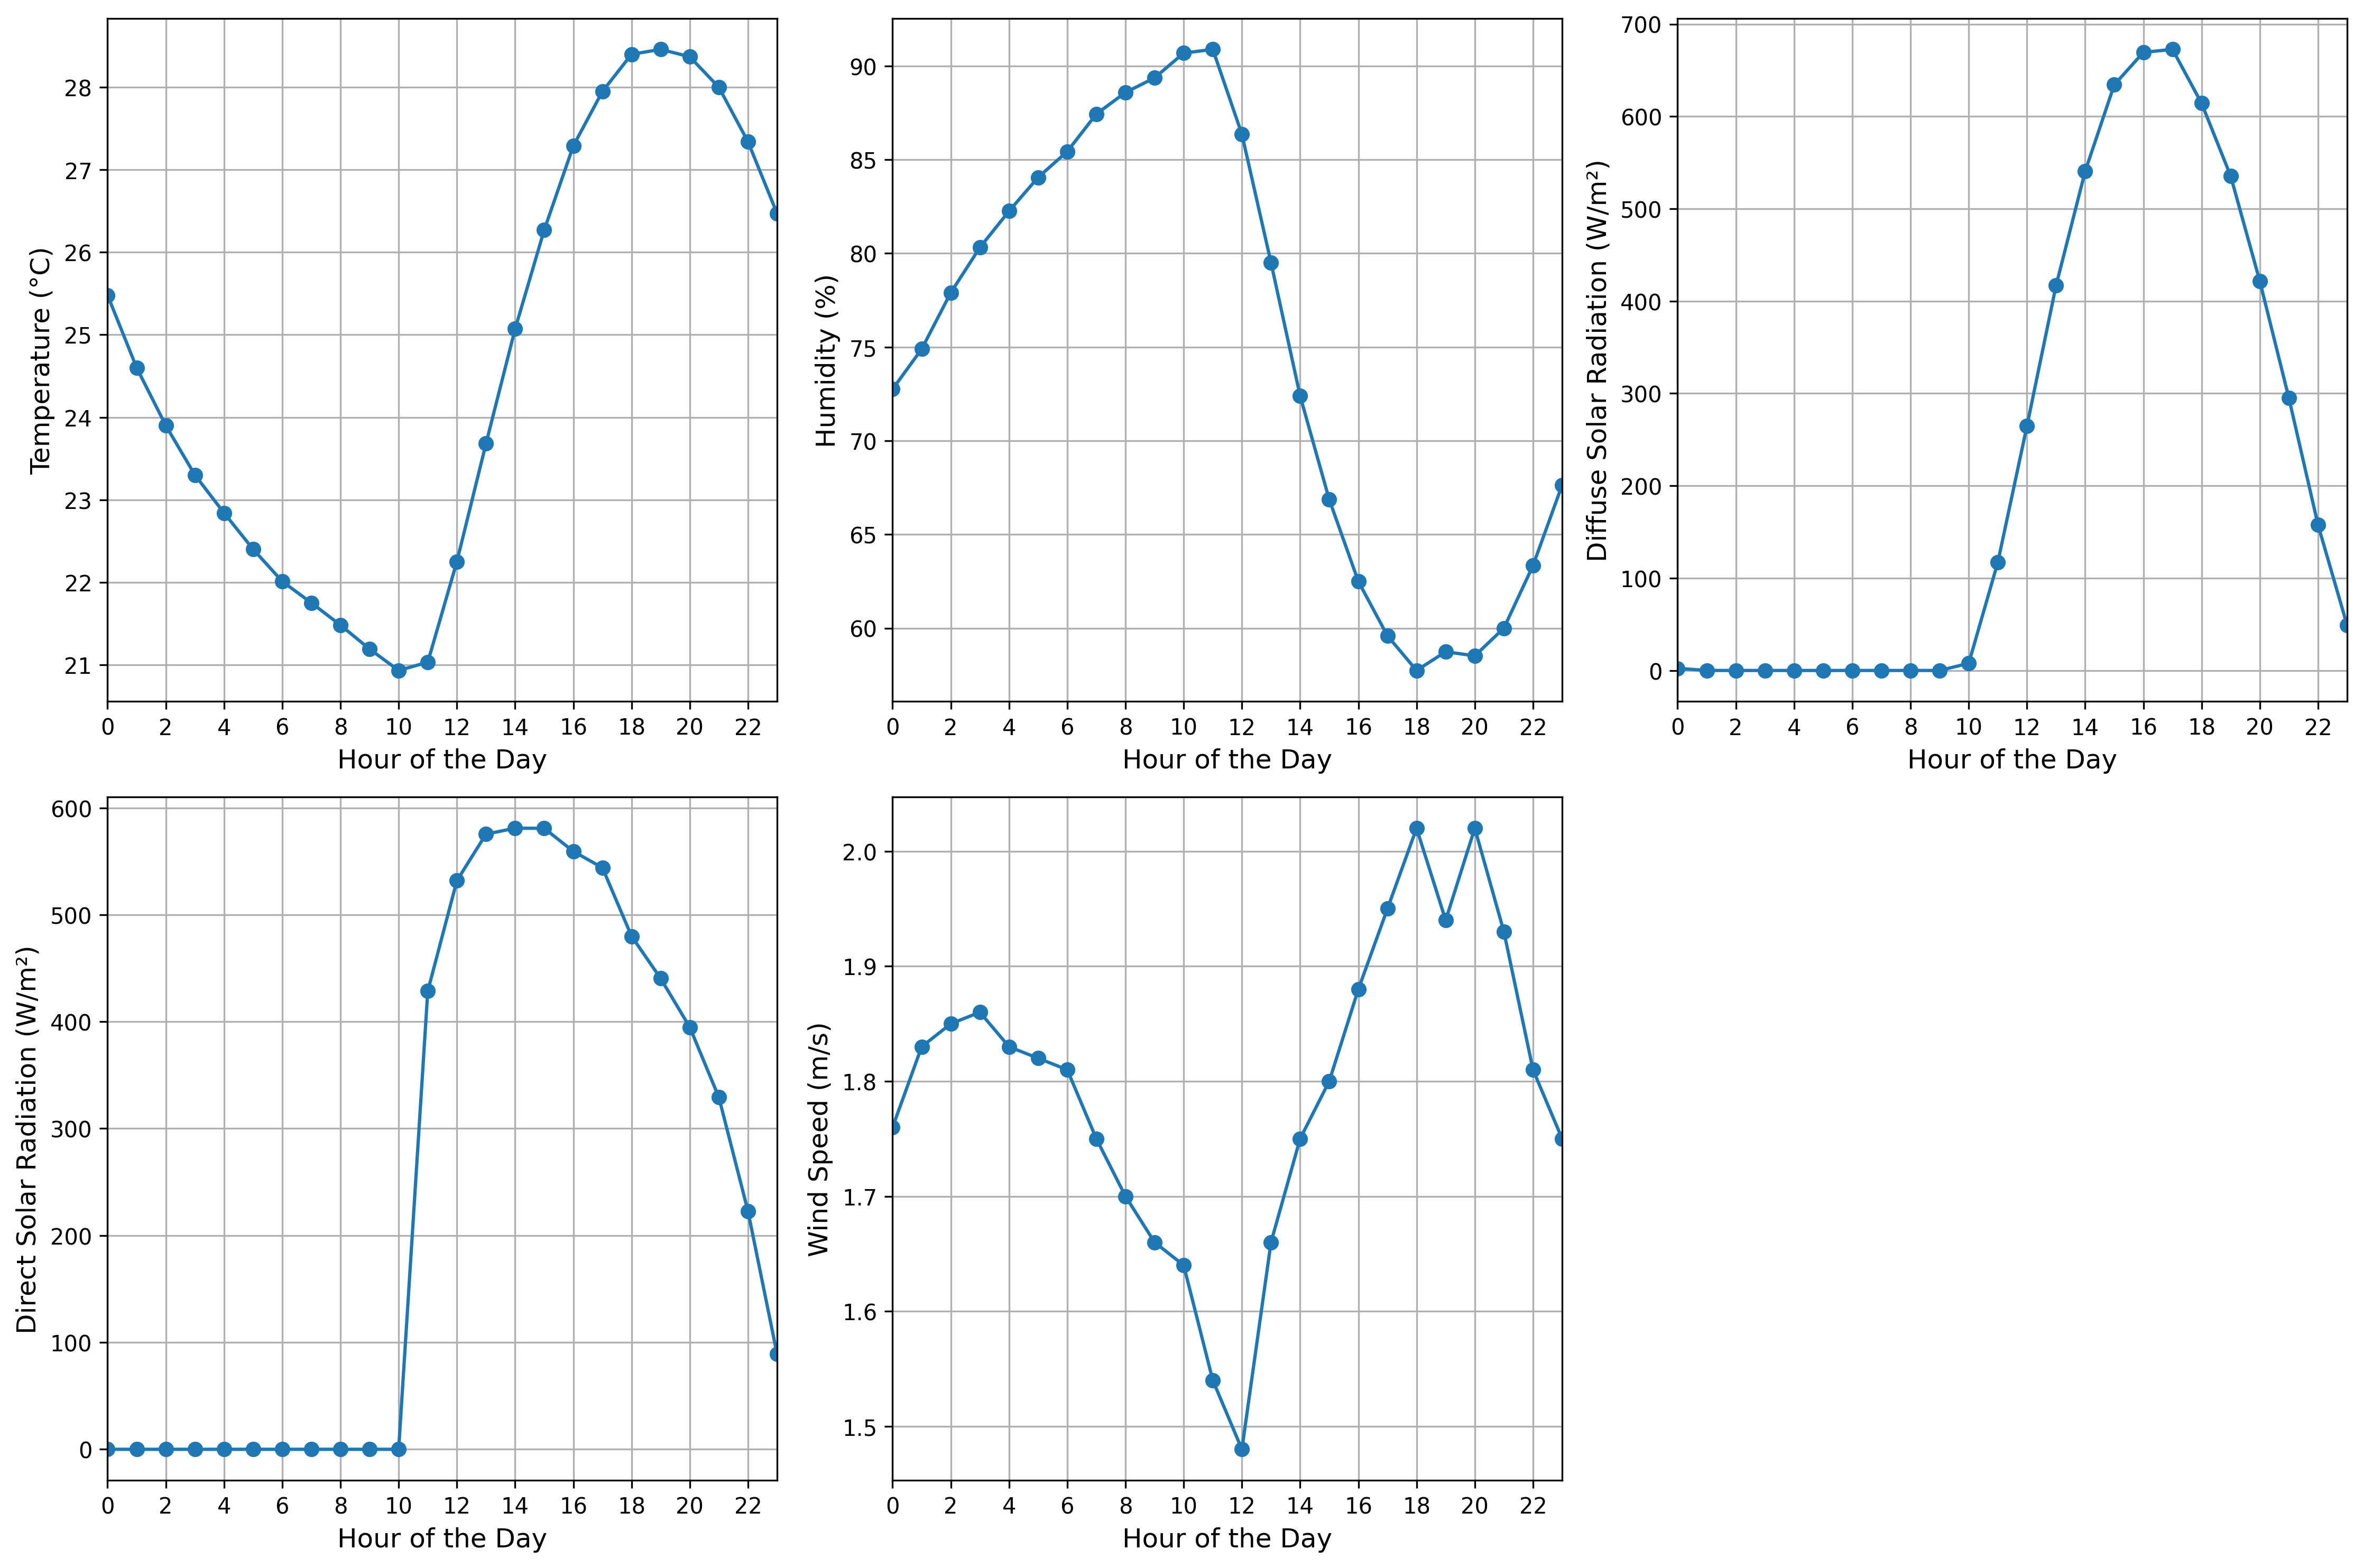 28
27
26
25
24
23
22
21
Temperature (°C)
0 2 4 6 8 10 12 14 16 18 20 22
Hour of the Day
90
85
80
75
70
65
60
Humidity (%)
0 2 4 6 8 10 12 14 16 18 20 22
Hour of the Day
700
600
500
400
300
200
100
0
Diffuse Solar Radiation (W/m²)
0 2 4 6 8 10 12 14 16 18 20 22
Hour of the Day
600
500
400
300
200
100
0
Direct Solar Radiation (W/m²)
0 2 4 6 8 10 12 14 16 18 20 22
Hour of the Day
2.0
1.9
1.8
1.7
1.6
1.5
Wind Speed (m/s)
0 2 4 6 8 10 12 14 16 18 20 22
Hour of the Day